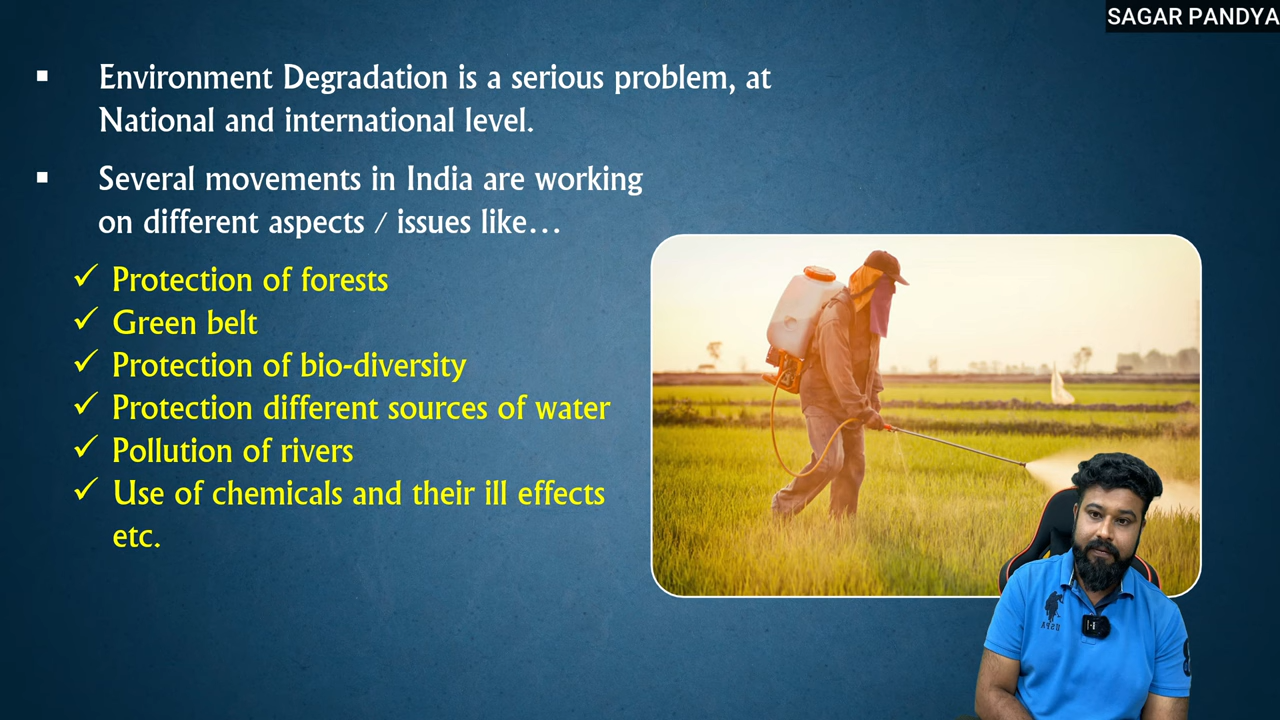 SAGAR PANDYA
▪ Environment Degradation is a serious problem, at
National and international level.
▪ Several movements in India are working
on different aspects / issues like…
✓ Protection of forests
✓ Green belt
✓ Protection of bio-diversity
✓ Protection different sources of water
✓ Pollution of rivers
✓ Use of chemicals and their ill effects
etc.